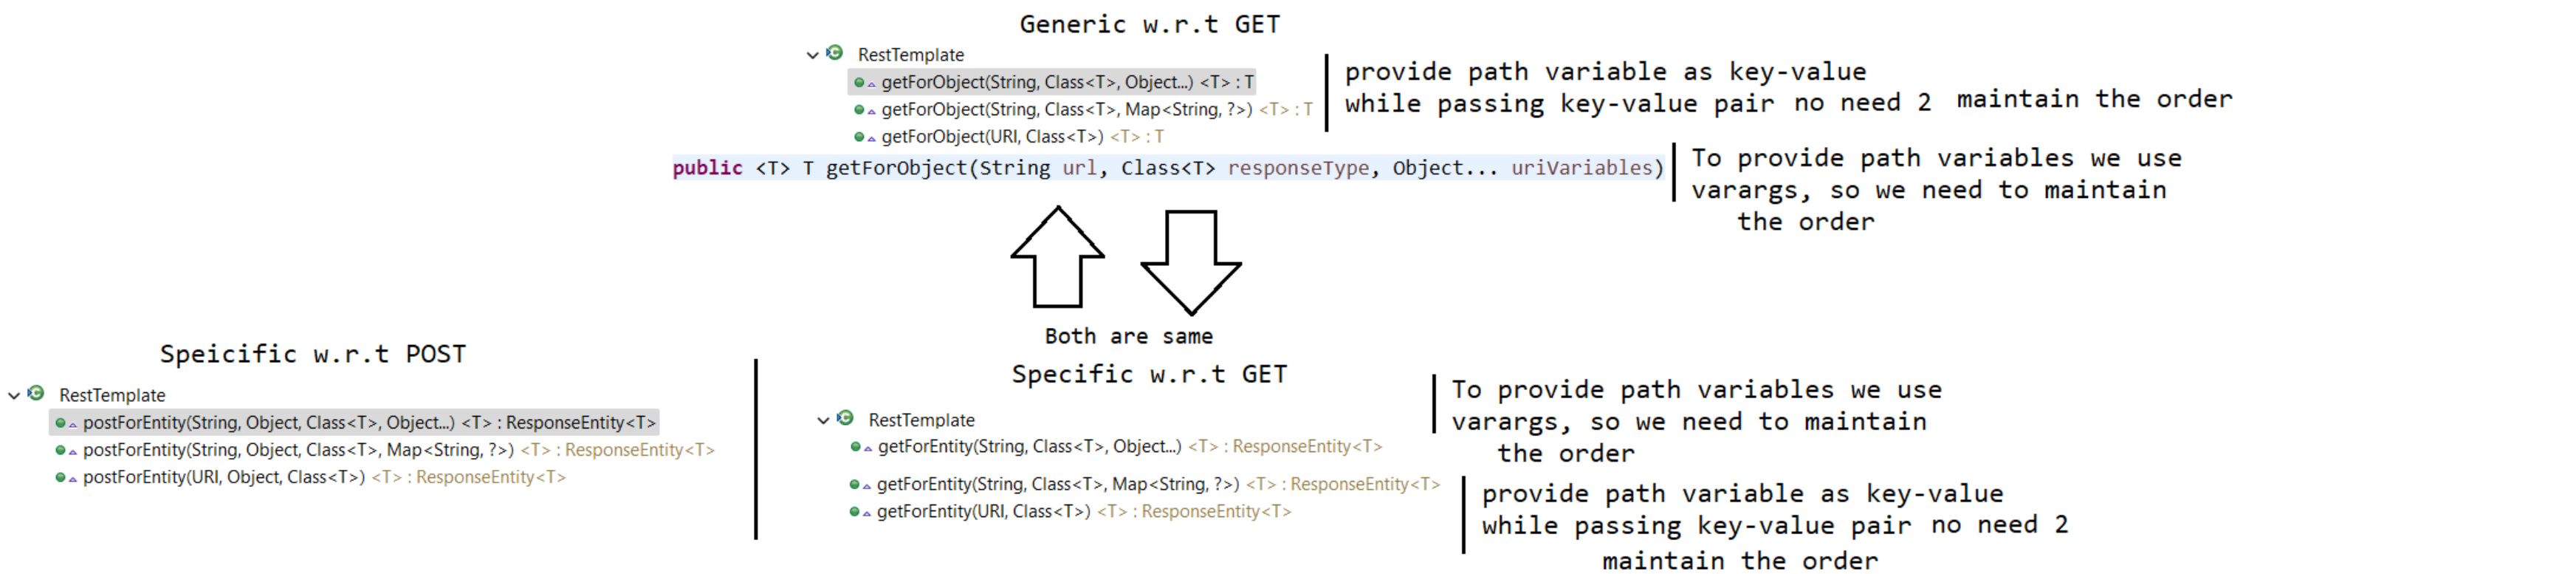 Generic w.r.t GET
RestTemplate
getForObject(String, Class<T>, Object...) <T> : T
getForObject(String, Class<T>, Map<String, ?>) <T> : T
getForObject(URI, Class<T>) <T> : T
provide path variable as key-value
while passing key-value pair no need 2 maintain the order
public <T> T getForObject(String url, Class<T> responseType, Object... uriVariables)
To provide path variables we use
varargs, so we need to maintain
the order
Both are same
Speicific w.r.t POST
RestTemplate
postForEntity(String, Object, Class<T>, Object...) <T> : ResponseEntity<T>
postForEntity(String, Object, Class<T>, Map<String, ?>) <T> : ResponseEntity<T>
postForEntity(URI, Object, Class<T>) <T> : ResponseEntity<T>
Specific w.r.t GET
RestTemplate
getForEntity(String, Class<T>, Object...) <T> : ResponseEntity<T>
getForEntity(String, Class<T>, Map<String, ?>) <T> : ResponseEntity<T>
getForEntity(URI, Class<T>) <T> : ResponseEntity<T>
To provide path variables we use
varargs, so we need to maintain
the order
provide path variable as key-value
while passing key-value pair no need 2
maintain the order